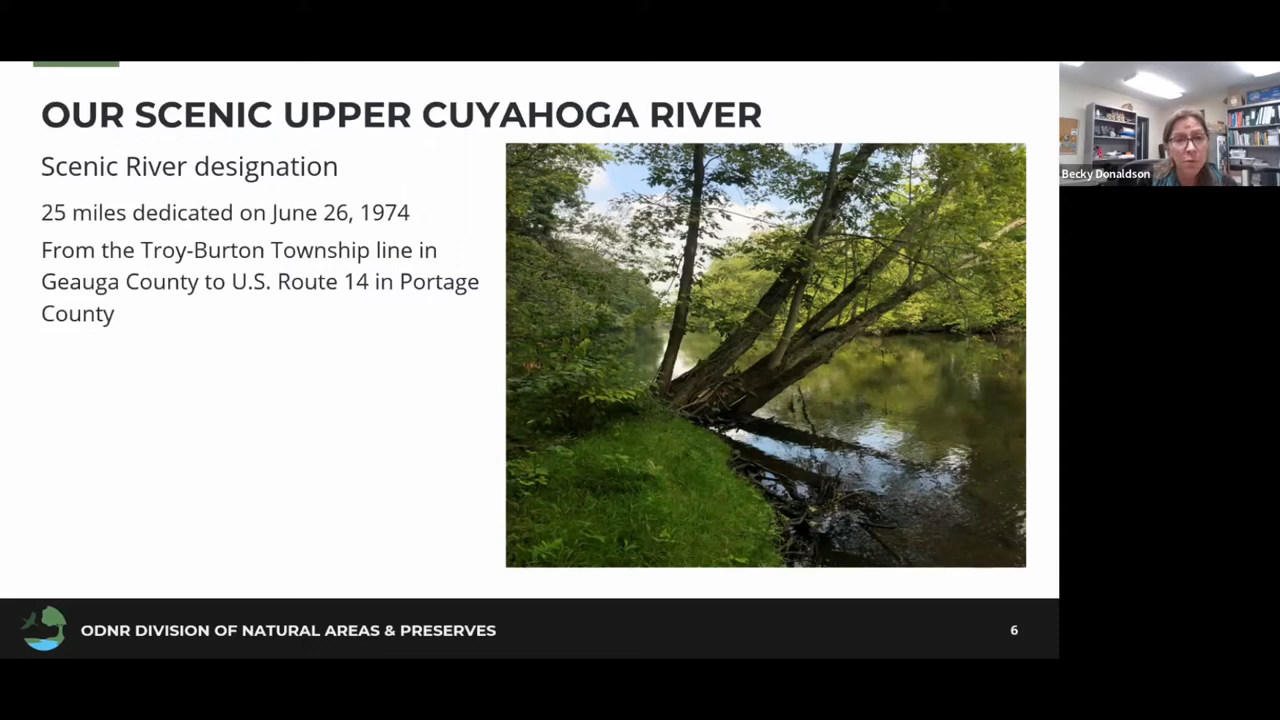 OUR SCENIC UPPER CUYAHOGA RIVER
Scenic River designation
25 miles dedicated on June 26, 1974
From the Troy-Burton Township line in
Geauga County to U.S. Route 14 in Portage
County
ODNR DIVISION OF NATURAL AREAS & PRESERVES
6
Becky Donaldson